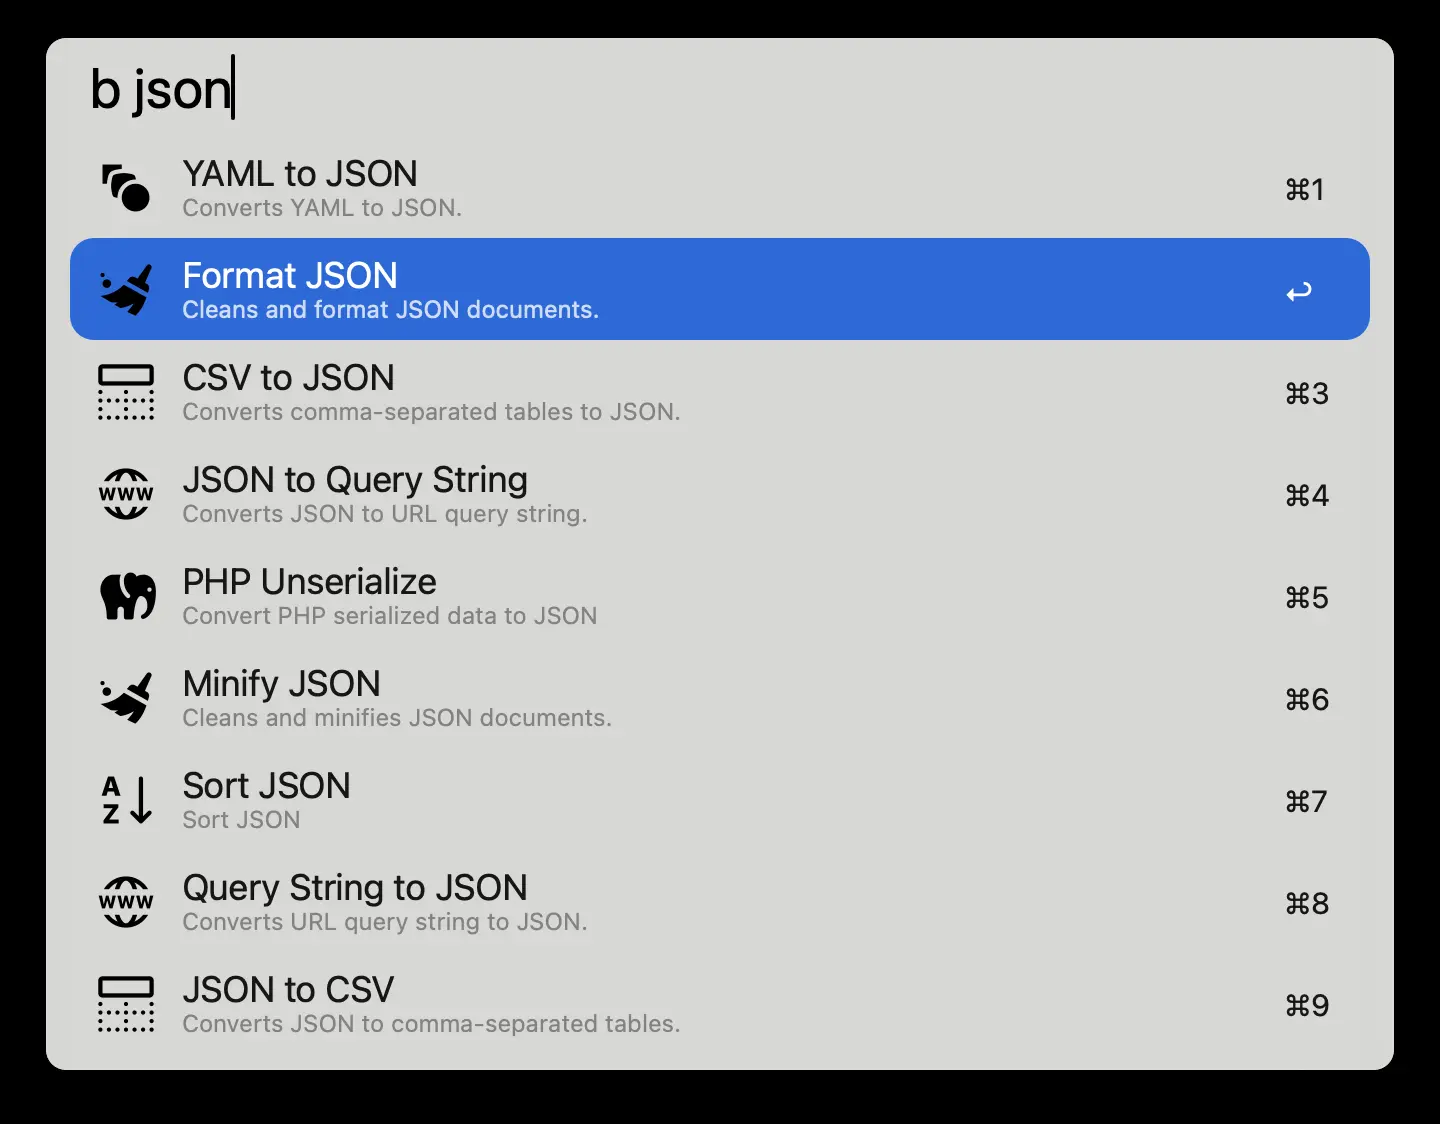 b json
YAML to JSON
Converts YAML to JSON.
⌘1
Format JSON
Cleans and format JSON documents.
CSV to JSON
Converts comma-separated tables to JSON.
⌘3
WWW
JSON to Query String
Converts JSON to URL query string.
⌘4
PHP Unserialize
Convert PHP serialized data to JSON
⌘5
Minify JSON
Cleans and minifies JSON documents.
⌘6
A
Z
Sort JSON
Sort JSON
⌘7
WWW
Query String to JSON
Converts URL query string to JSON.
⌘8
JSON to CSV
Converts JSON to comma-separated tables.
⌘9